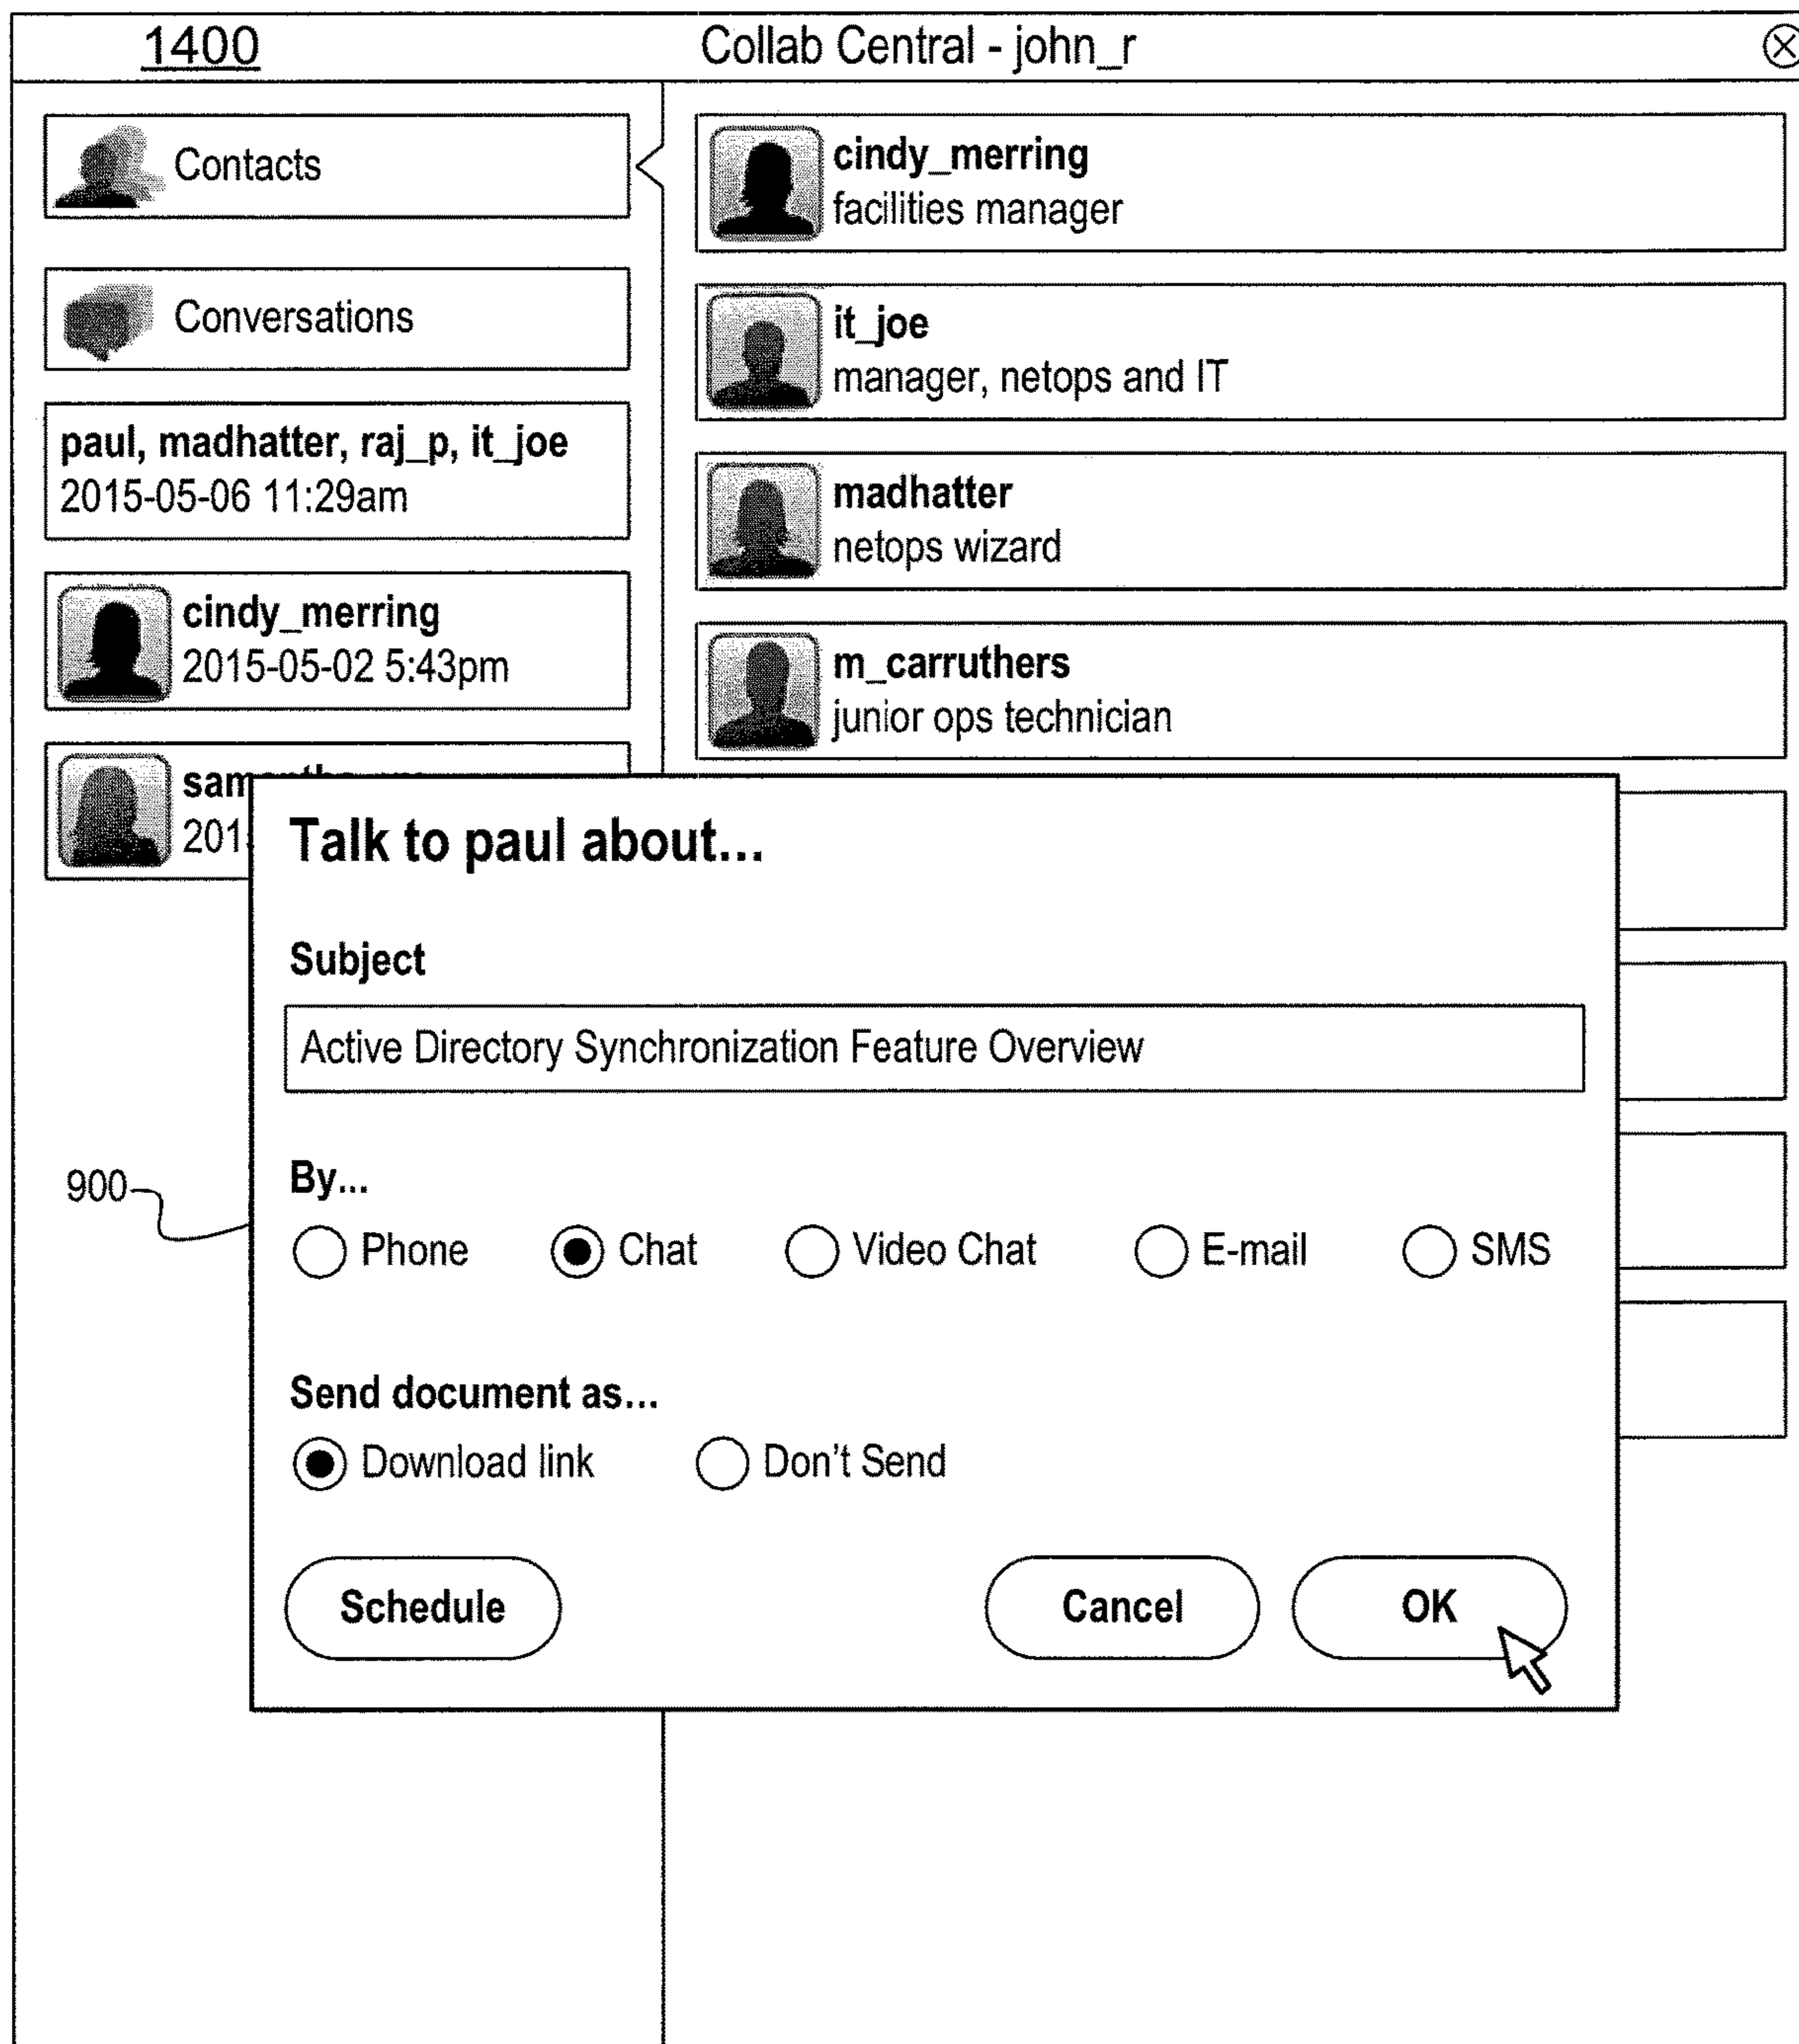 1400
Collab Central - john_r
Contacts
Conversations
paul, madhatter, raj_p, it_joe
2015-05-06 11:29am
cindy_merring
2015-05-02 5:43pm
cindy_merring
facilities manager
it_joe
manager, netops and IT
madhatter
netops wizard
m_carruthers
junior ops technician
Talk to paul about...
Subject
Active Directory Synchronization Feature Overview
900
By...
Phone Chat Video Chat E-mail SMS
Send document as...
Download link Don't Send
Schedule Cancel OK